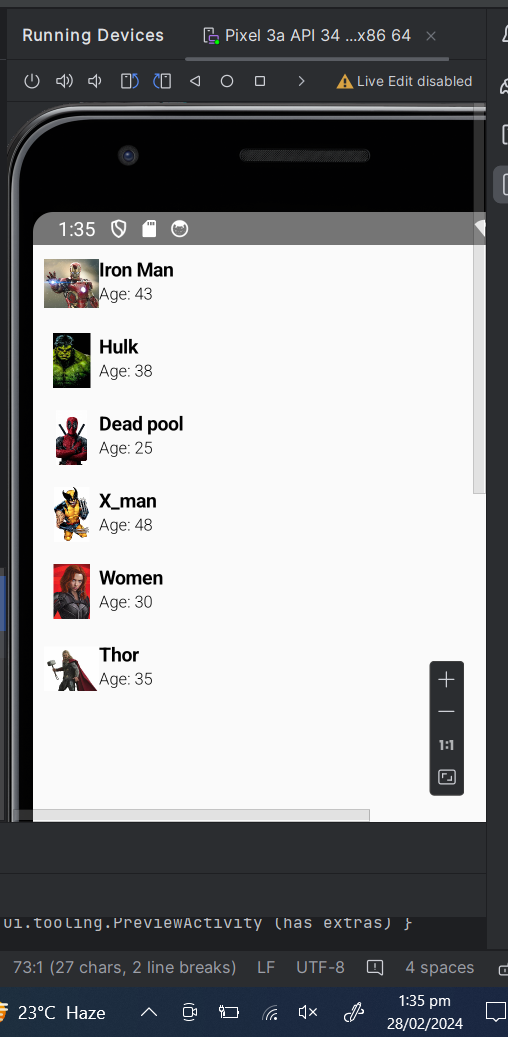 Running Devices
Pixel 3a API 34 ...x86 64
Live Edit disabled
1:35
Iron Man
Age: 43
Hulk
Age: 38
Dead pool
Age: 25
X_man
Age: 48
Women
Age: 30
Thor
Age: 35
1:1
ui.tooling.PreviewActivity (has extras) }
73:1 (27 chars, 2 line breaks)
LF
UTF-8
4 spaces
23°C Haze
1:35 pm
28/02/2024